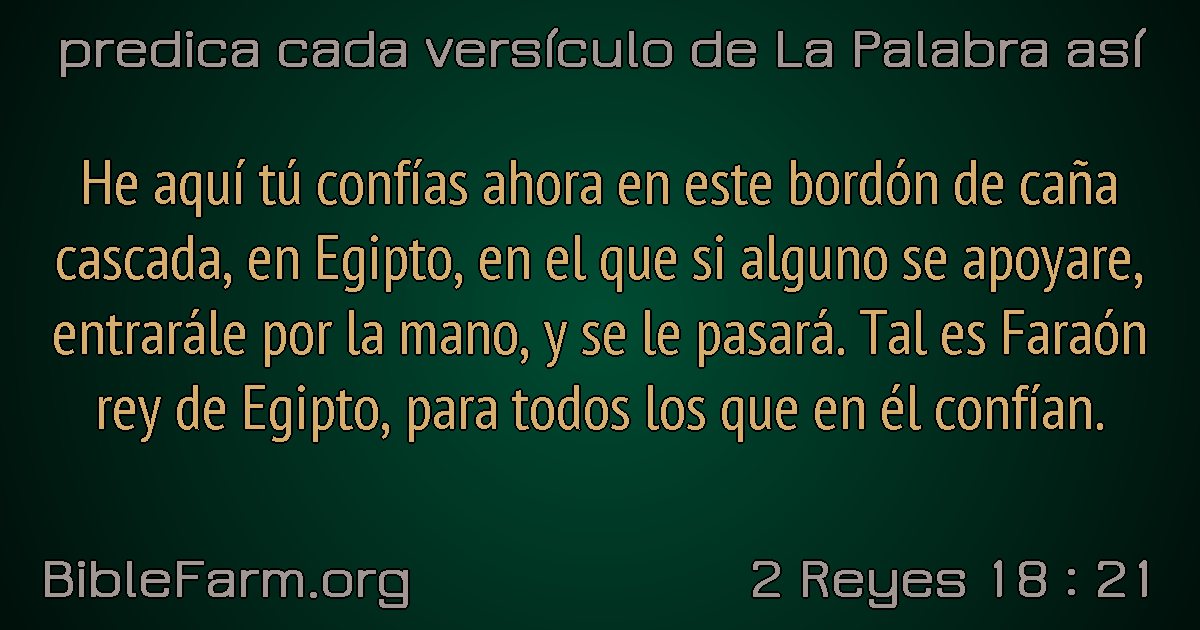 predica cada versículo de La Palabra así
He aquí tú confías ahora en este bordón de caña
cascada, en Egipto, en el que si alguno se apoyare,
entrarále por la mano, y se le pasará. Tal es Faraón
rey de Egipto, para todos los que en él confían.
BibleFarm.org
2 Reyes 18 : 21